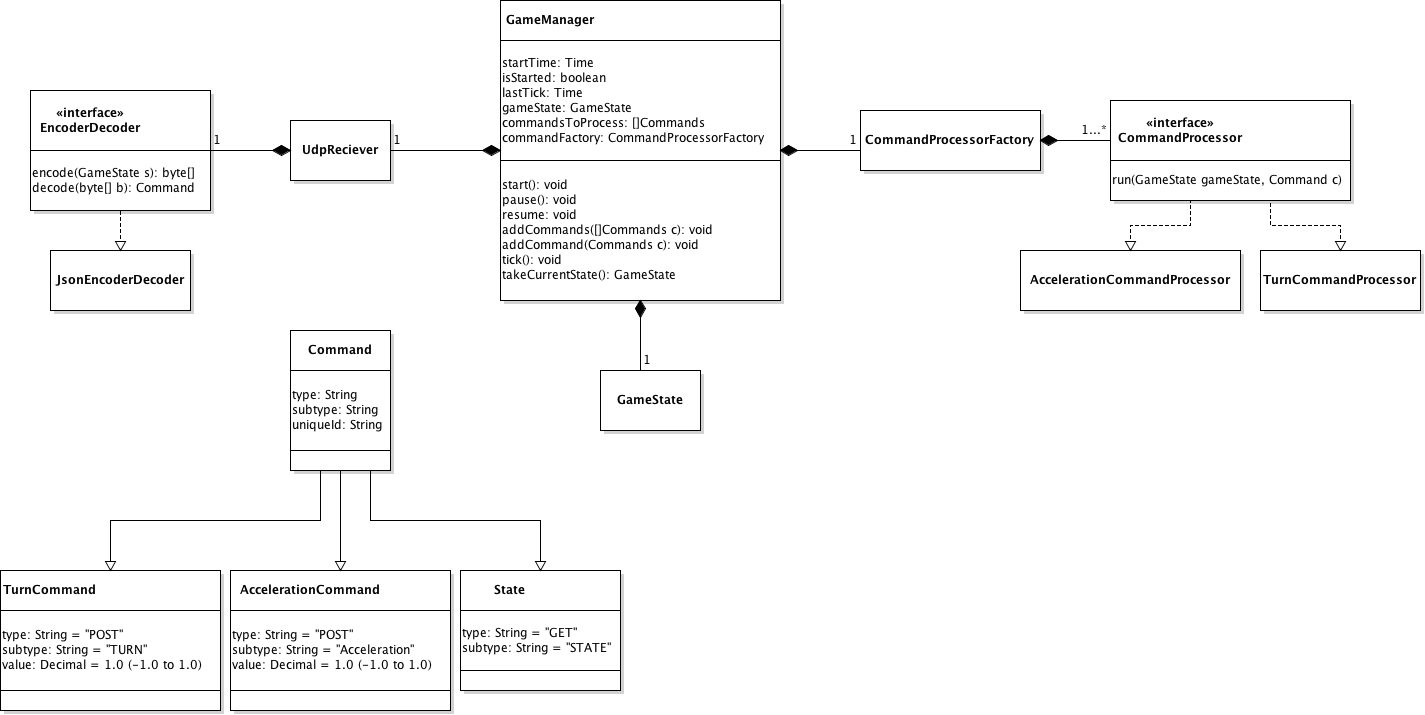 GameManager
startTime: Time
isStarted: boolean
lastTick: Time
gameState: GameState
commandsToProcess: []Commands
commandFactory: CommandProcessorFactory
start(): void
pause(): void
resume: void
addCommands([]Commands c): void
addCommand(Commands c): void
tick(): void
takeCurrentState(): GameState
«interface»
EncoderDecoder
encode(GameState s): byte[]
decode(byte[] b): Command
1
UdpReciever
1
1
CommandProcessorFactory
1...*
«interface»
CommandProcessor
run(GameState gameState, Command c)
JsonEncoderDecoder
AccelerationCommandProcessor
TurnCommandProcessor
1
GameState
Command
type: String
subtype: String
uniqueId: String
TurnCommand
type: String = "POST"
subtype: String = "TURN"
value: Decimal = 1.0 (-1.0 to 1.0)
AccelerationCommand
type: String = "POST"
subtype: String = "Acceleration"
value: Decimal = 1.0 (-1.0 to 1.0)
State
type: String = "GET"
subtype: String = "STATE"